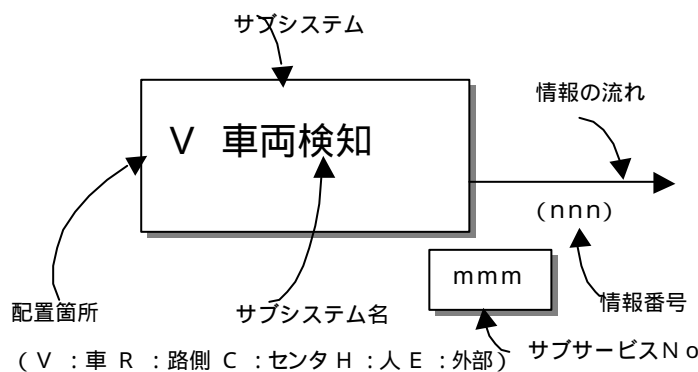 サブシステム
情報の流れ
V 車両検知
(nnn)
mmm
配置箇所
サブシステム名
情報番号
(V :車 R :路側 C :センタ H :人 E :外部)
サブサービスNo